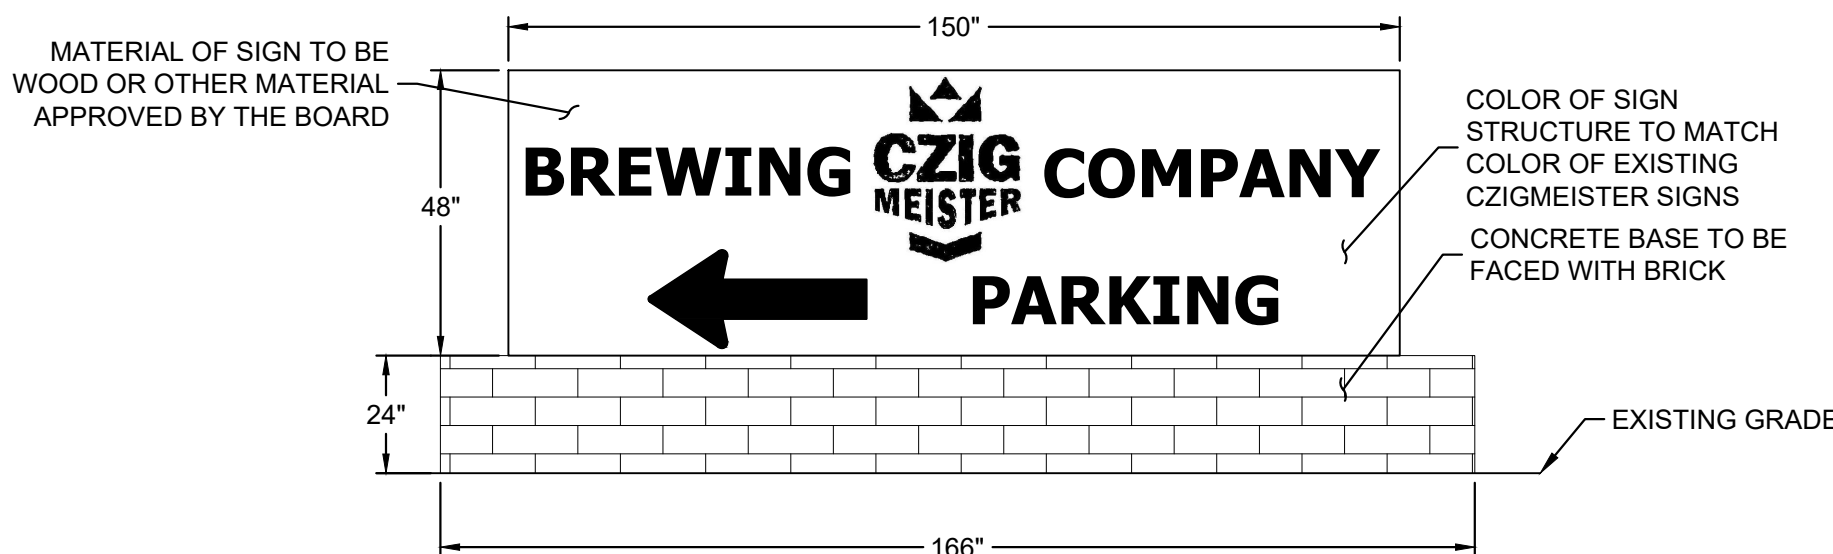 150"
MATERIAL OF SIGN TO BE
WOOD OR OTHER MATERIAL
APPROVED BY THE BOARD
48"
BREWING CZIG COMPANY
MEISTER
PARKING
COLOR OF SIGN
STRUCTURE TO MATCH
COLOR OF EXISTING
CZIGMEISTER SIGNS
CONCRETE BASE TO BE
FACED WITH BRICK
24"
EXISTING GRADE
166"